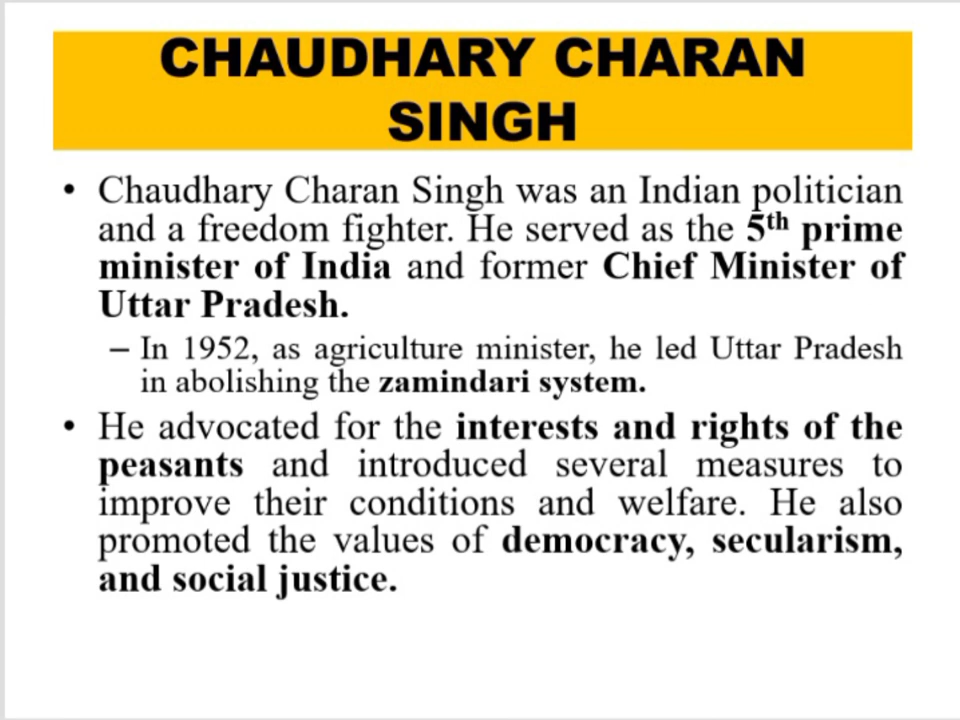 CHAUDHARY CHARAN
SINGH
• Chaudhary Charan Singh was an Indian politician
and a freedom fighter. He served as the 5th prime
minister of India and former Chief Minister of
Uttar Pradesh.
– In 1952, as agriculture minister, he led Uttar Pradesh
in abolishing the zamindari system.
• He advocated for the interests and rights of the
peasants and introduced several measures to
improve their conditions and welfare. He also
promoted the values of democracy, secularism,
and social justice.